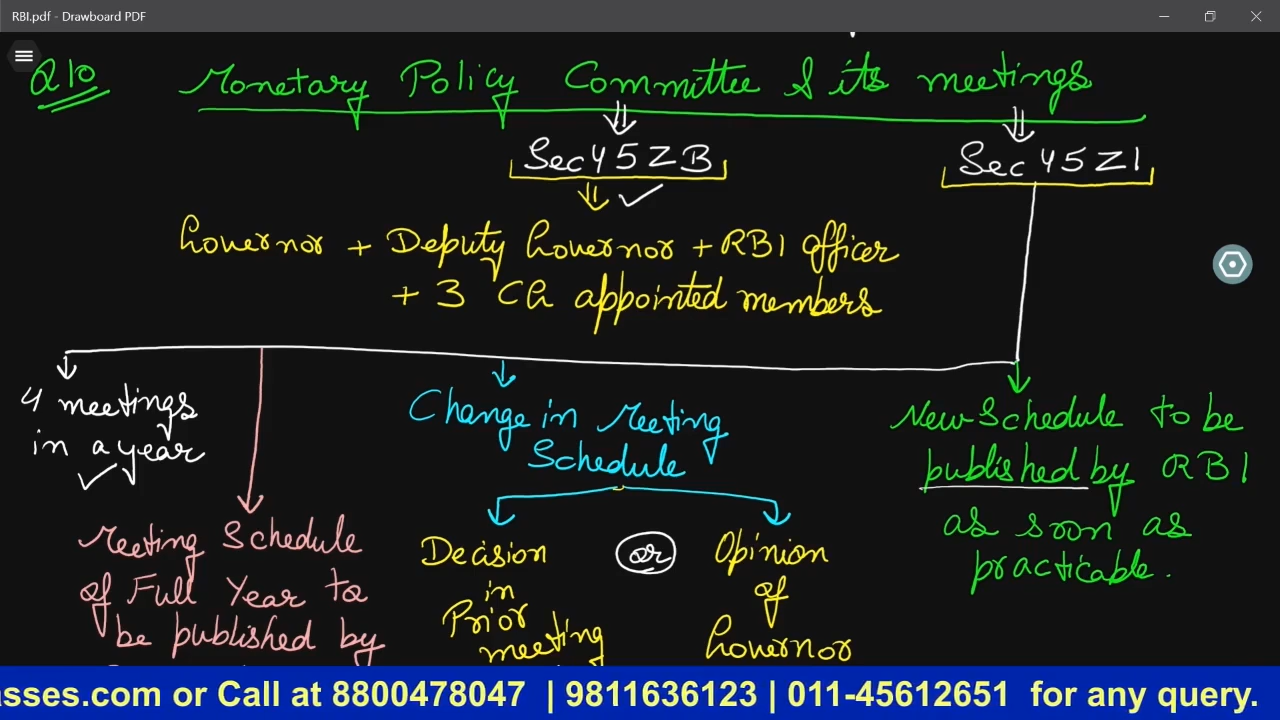 RBI.pdf - Drawboard PDF
Q10 Monetary Policy Committee & its meetings
Sec 45ZB
Sec 45ZI
Governor + Deputy Governor + RBI officer
+ 3 CG appointed members
4 meetings
in a year
Meeting Schedule
of Full Year to
be published by
Change in Meeting
Schedule
Decision
in
Prior
meeting
or
Opinion
of
Governor
New Schedule to be
published by RBI
as soon as
practicable.
asses.com or Call at 8800478047 | 9811636123 | 011-45612651 for any query.